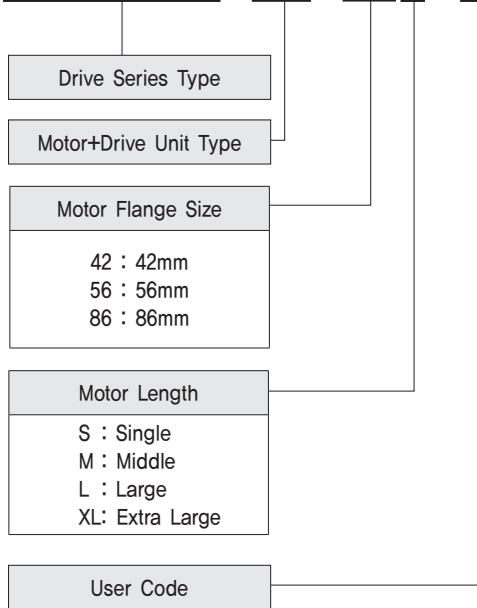 Drive Series Type
Motor+Drive Unit Type
Motor Flange Size
42 : 42mm
56 : 56mm
86 : 86mm
Motor Length
S : Single
M : Middle
L : Large
XL: Extra Large
User Code